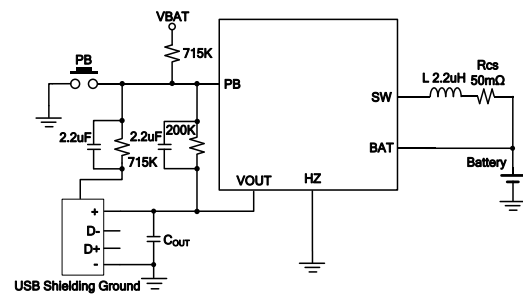 VBAT
PB
715K
PB
SW
L 2.2uH
Rcs
50mΩ
2.2uF
715K
2.2uF
200K
BAT
Battery
VOUT
HZ
+
D-
D+
-
COUT
USB Shielding Ground